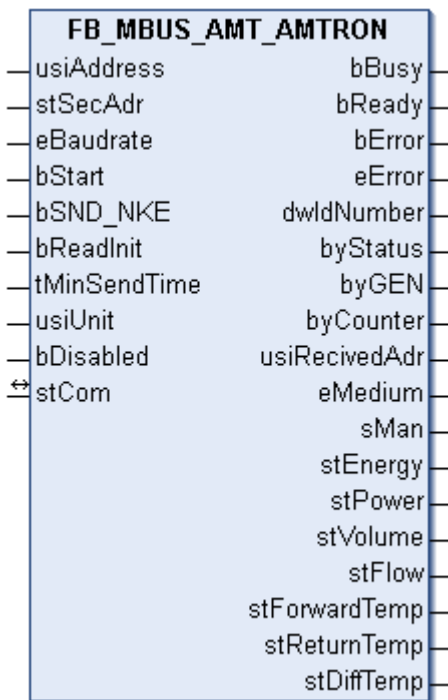 FB_MBUS_AMT_AMTRON
usiAddress bBusy
stSecAdr bReady
eBaudrate bError
bStart eError
bSND_NKE dwIdNumber
bReadInit byStatus
tMinSendTime byGEN
usiUnit byCounter
bDisabled usiRecivedAdr
stCom eMedium
sMan
stEnergy
stPower
stVolume
stFlow
stForwardTemp
stReturnTemp
stDiffTemp